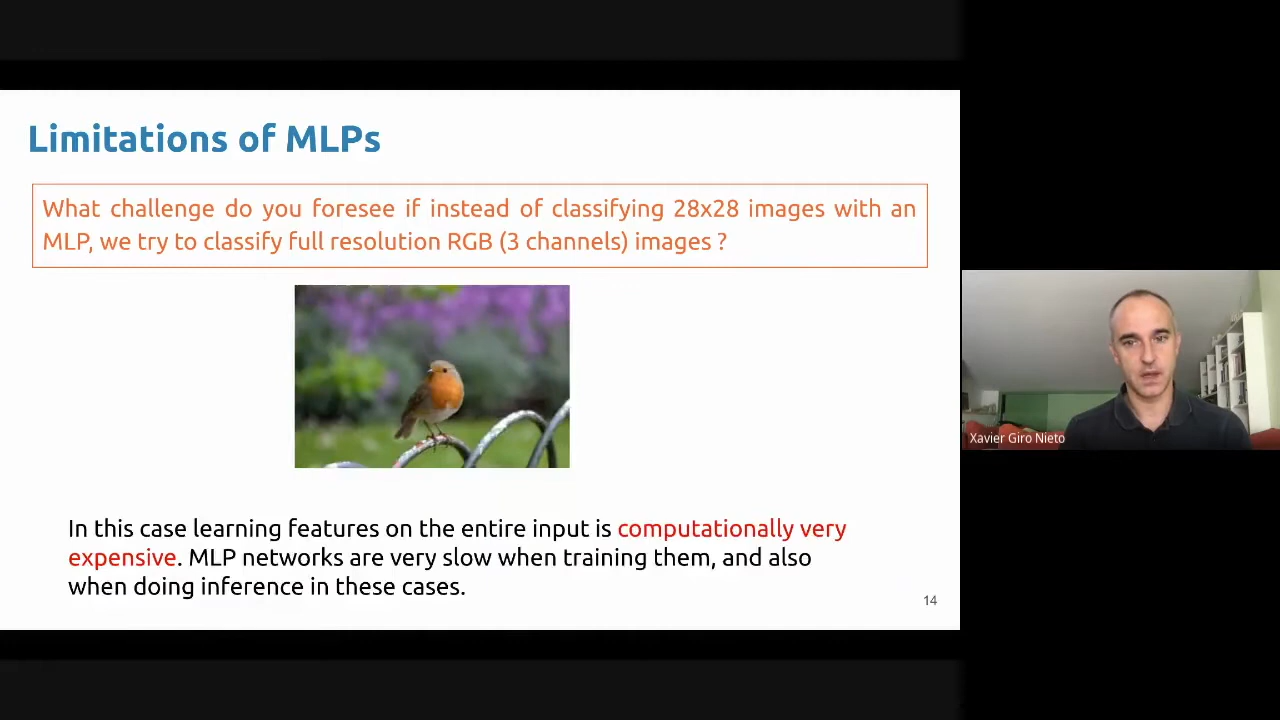 Limitations of MLPs
What challenge do you foresee if instead of classifying 28x28 images with an
MLP, we try to classify full resolution RGB (3 channels) images ?
In this case learning features on the entire input is computationally very
expensive. MLP networks are very slow when training them, and also
when doing inference in these cases.
14
Xavier Giro Nieto